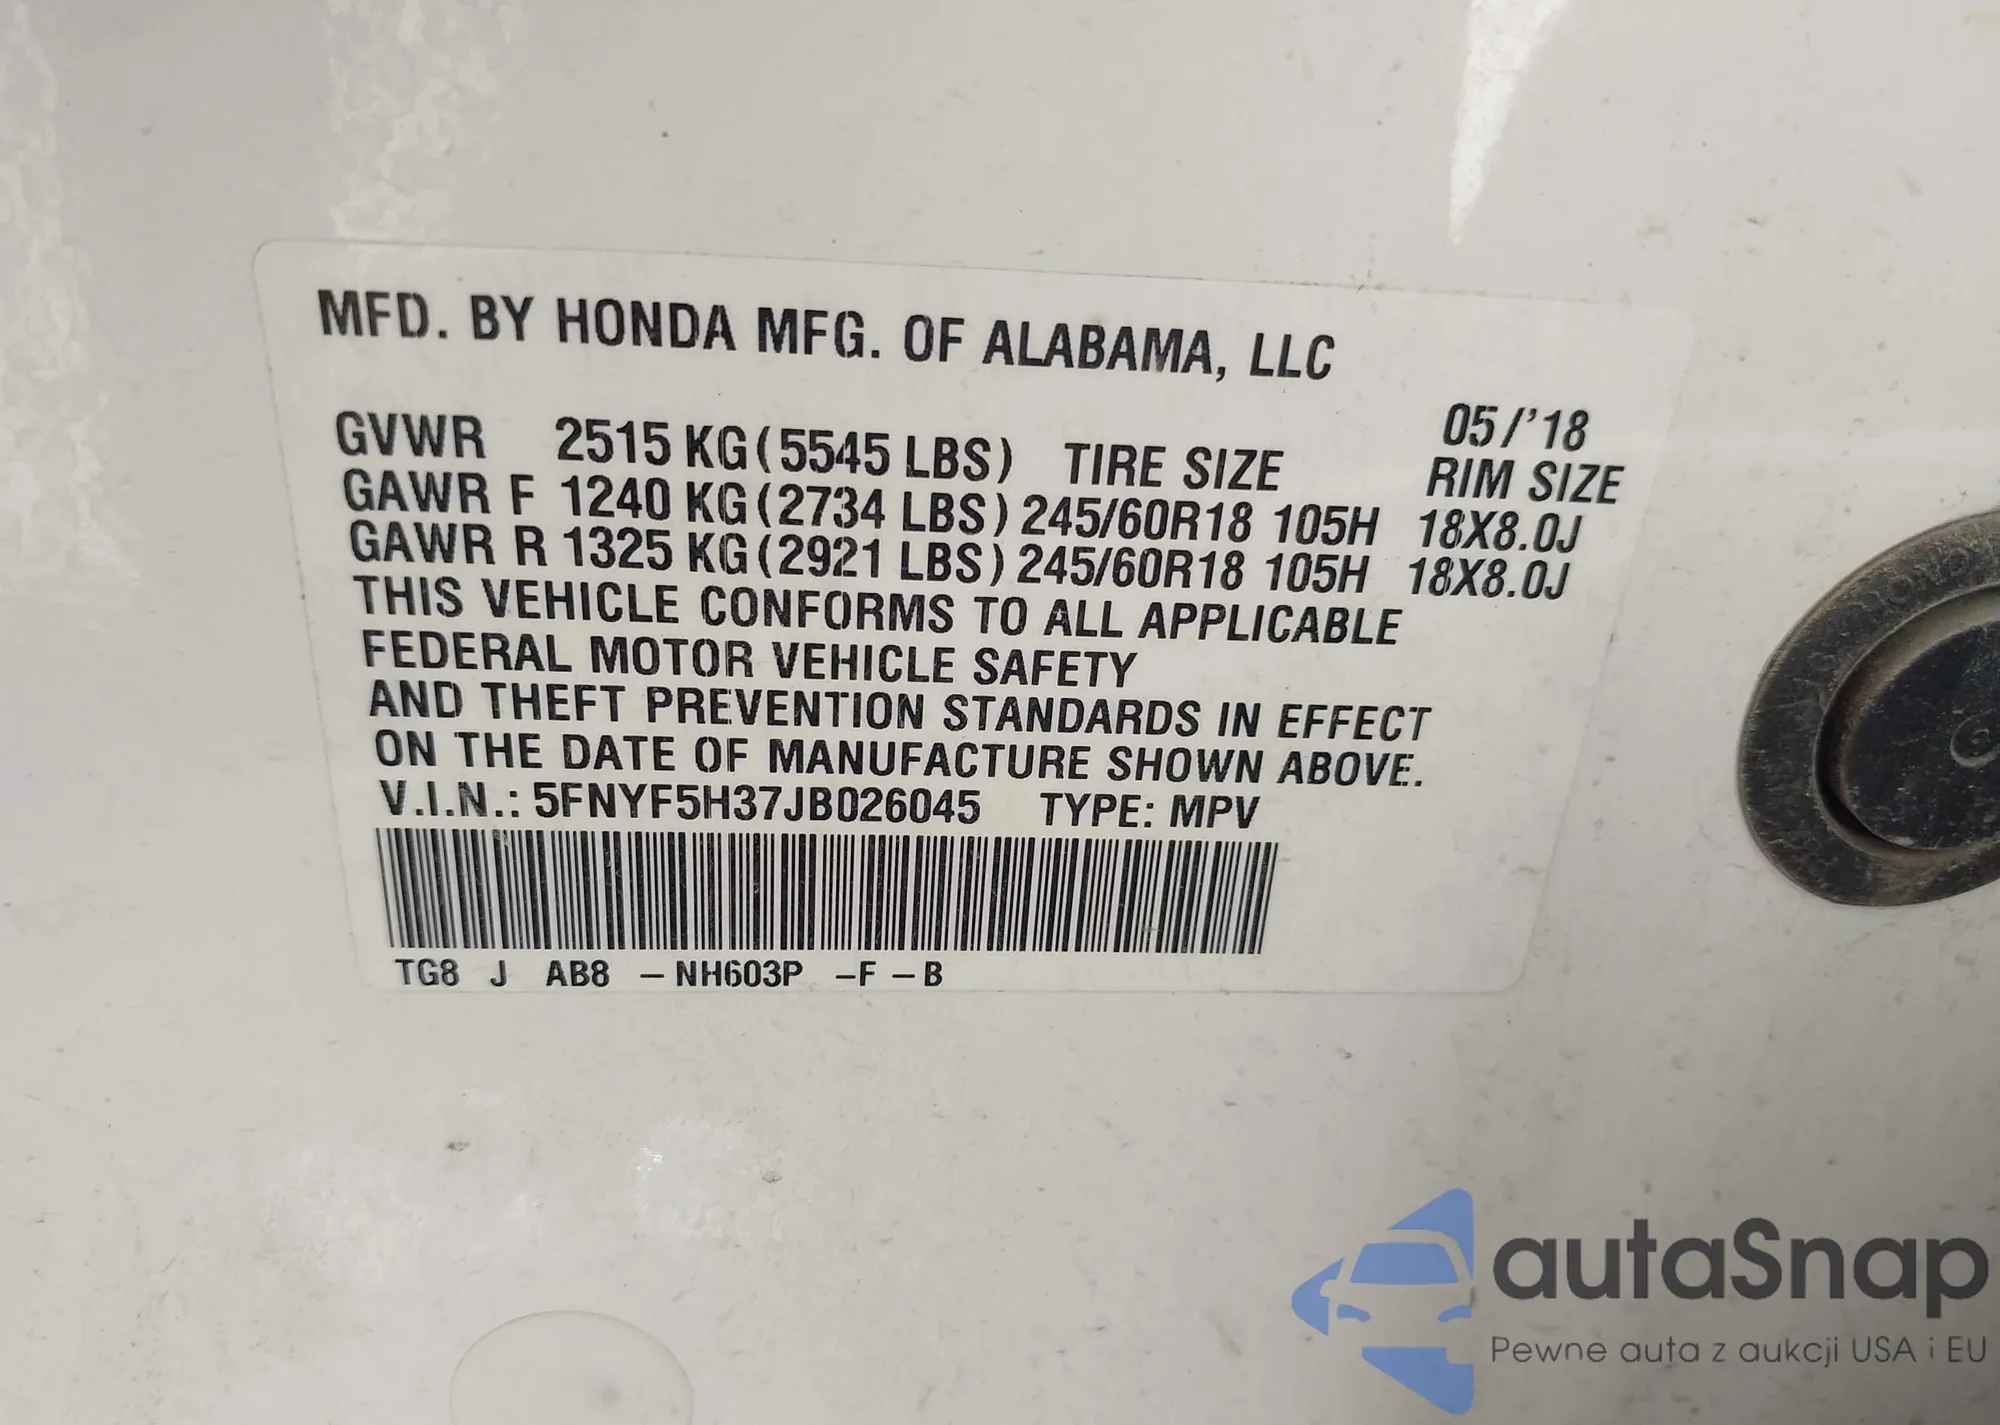 MFD. BY HONDA MFG. OF ALABAMA, LLC
05/'18
GVWR 2515 KG (5545 LBS) TIRE SIZE RIM SIZE
GAWR F 1240 KG (2734 LBS) 245/60R18 105H 18X8.0J
GAWR R 1325 KG (2921 LBS) 245/60R18 105H 18X8.0J
THIS VEHICLE CONFORMS TO ALL APPLICABLE
FEDERAL MOTOR VEHICLE SAFETY
AND THEFT PREVENTION STANDARDS IN EFFECT
ON THE DATE OF MANUFACTURE SHOWN ABOVE.
V.I.N.: 5FNYF5H37JB026045 TYPE: MPV
TG8 J AB8 – NH603P – F – B
autaSnap
Pewne auta z aukcji USA i EU